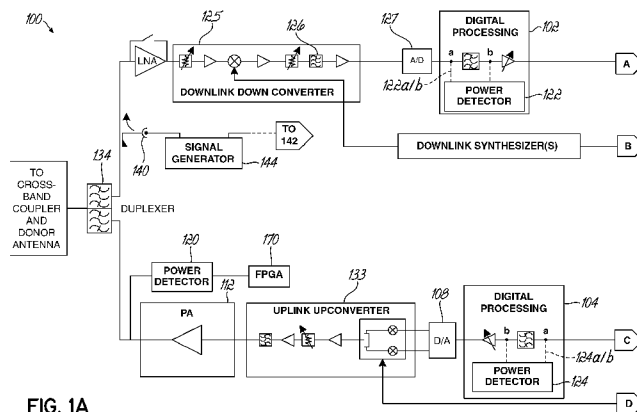 100
LNA
125
126
DOWNLINK DOWN CONVERTER
127
A/D
DIGITAL PROCESSING
102
a
b
122a/b
POWER DETECTOR
122
A
TO CROSS-BAND COUPLER AND DONOR ANTENNA
134
DUPLEXER
140
SIGNAL GENERATOR
144
TO 142
DOWNLINK SYNTHESIZER(S)
B
120
POWER DETECTOR
170
FPGA
112
PA
133
UPLINK UPCONVERTER
108
D/A
DIGITAL PROCESSING
104
b
a
124a/b
POWER DETECTOR
124
C
D
FIG. 1A